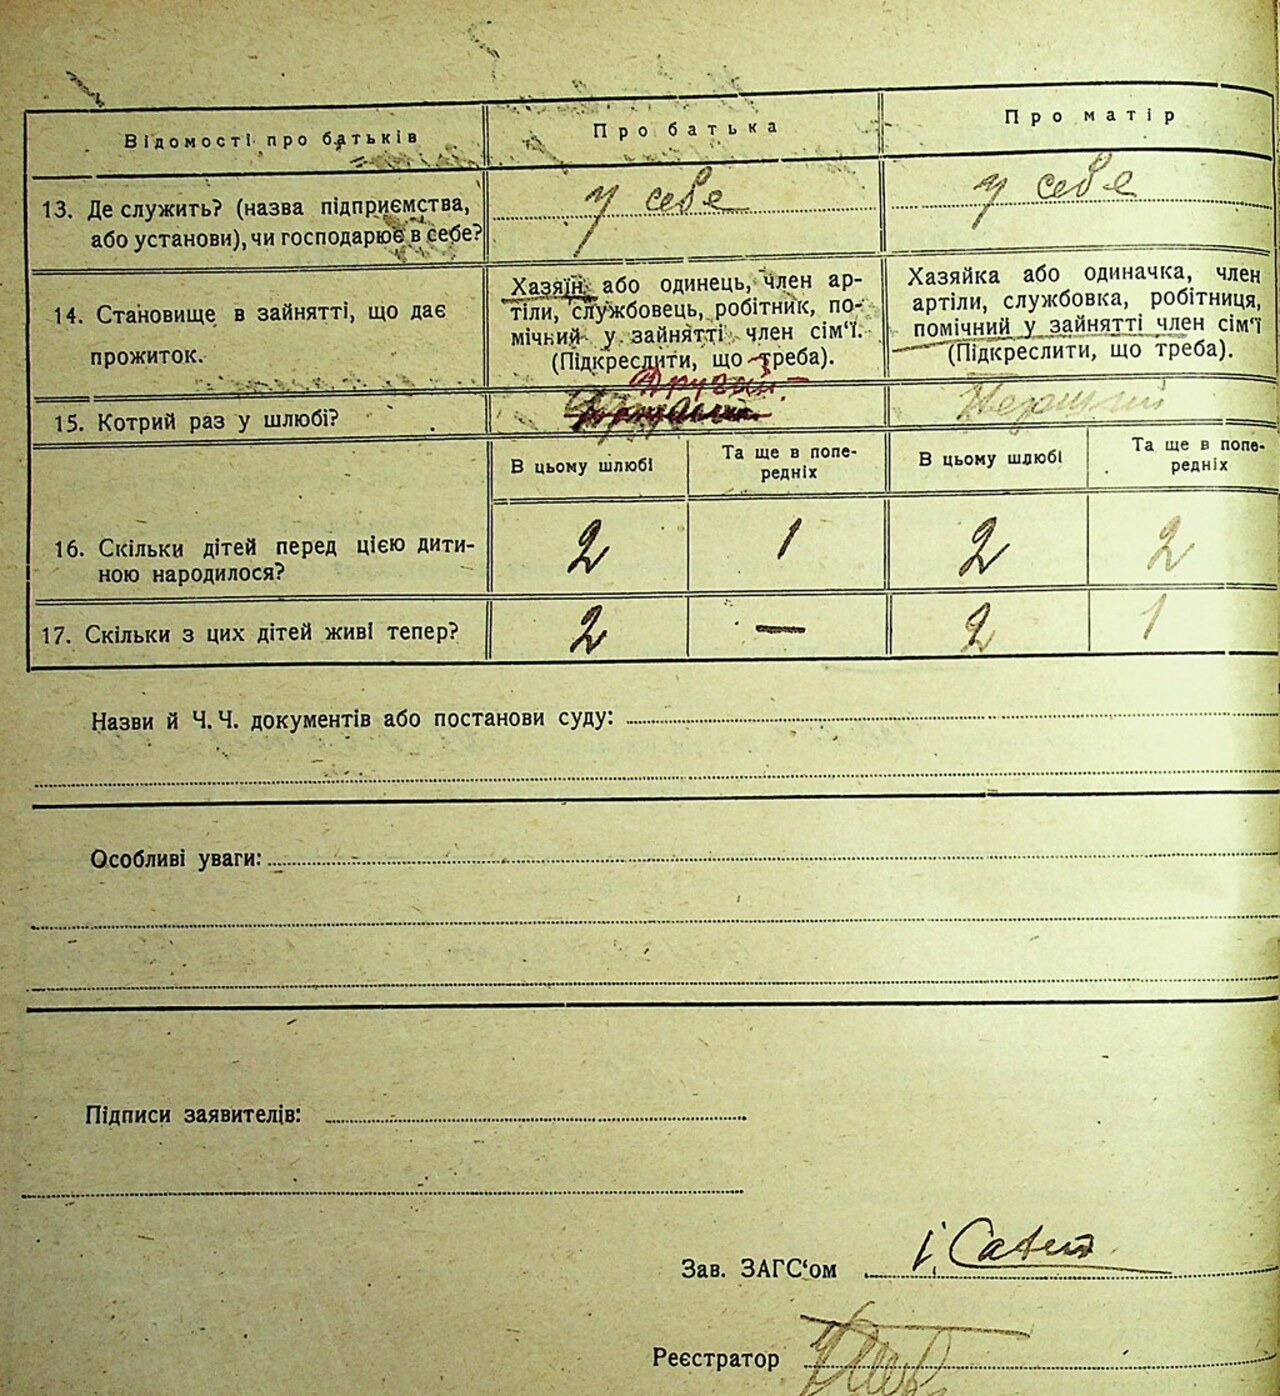 Відомості про батьків Про батька Про матір
13. Де служить? (назва підприємства, у себе у себе
або установи), чи господарює в себе?
14. Становище в зайнятті, що дає
прожиток.
Хазяїн або одинець, член ар-
тілі, службовець, робітник, по-
мічний у зайнятті член сім'ї.
(Підкреслити, що треба).
Хазяйка або одиначка, член
артіли, службовка, робітниця,
помічний у зайнятті член сім'ї
(Підкреслити, що треба).
Другий
15. Котрий раз у шлюбі?
В цьому шлюбі Та ще в попе-
редніх
В цьому шлюбі Та ще в попе-
редніх
16. Скільки дітей перед цією дити- 2 1 2 2
ною народилося?
17. Скільки з цих дітей живі тепер? 2 — 2 1
Назви й Ч. Ч. документів або постанови суду:
Особливі уваги:
Підписи заявителів:
Зав. ЗАГС'ом
Реєстратор